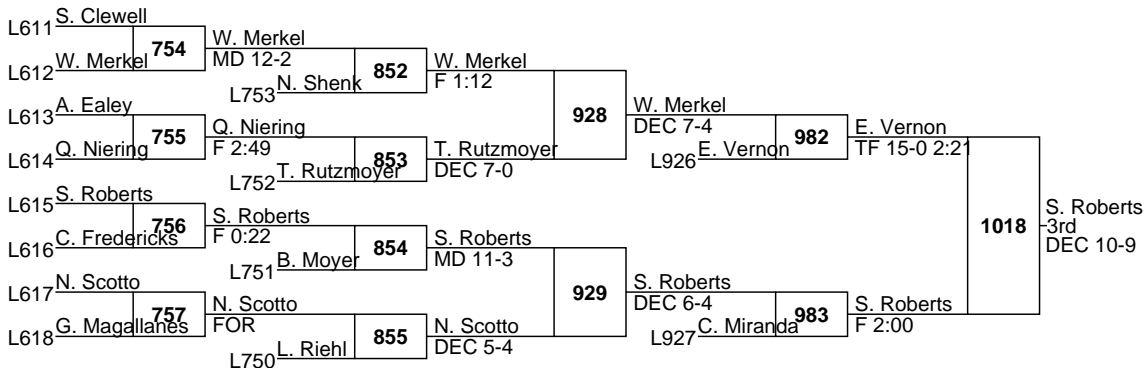 L611 S. Clewell
754
L612 W. Merkel
W. Merkel
MD 12-2
852
L753 N. Shenk
W. Merkel
F 1:12
L613 A. Ealey
755
L614 Q. Niering
Q. Niering
F 2:49
853
L752 T. Rutzmoyer
T. Rutzmoyer
DEC 7-0
928
W. Merkel
DEC 7-4
982
L926 E. Vernon
E. Vernon
TF 15-0 2:21
L615 S. Roberts
756
L616 C. Fredericks
S. Roberts
F 0:22
854
L751 B. Moyer
S. Roberts
MD 11-3
L617 N. Scotto
757
L618 G. Magallanes
N. Scotto
FOR
855
L750 L. Riehl
N. Scotto
DEC 5-4
929
S. Roberts
DEC 6-4
983
L927 C. Miranda
S. Roberts
F 2:00
1018
S. Roberts
3rd
DEC 10-9